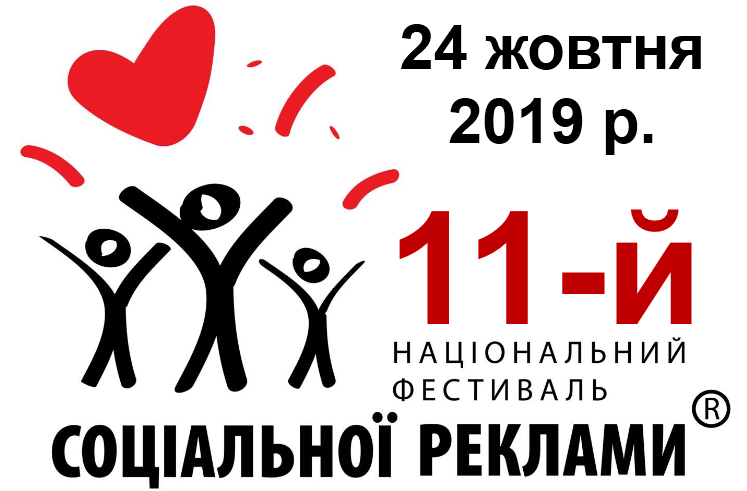 24 жовтня
2019 р.
11-й
НАЦІОНАЛЬНИЙ
ФЕСТИВАЛЬ
СОЦІАЛЬНОЇ РЕКЛАМИ®